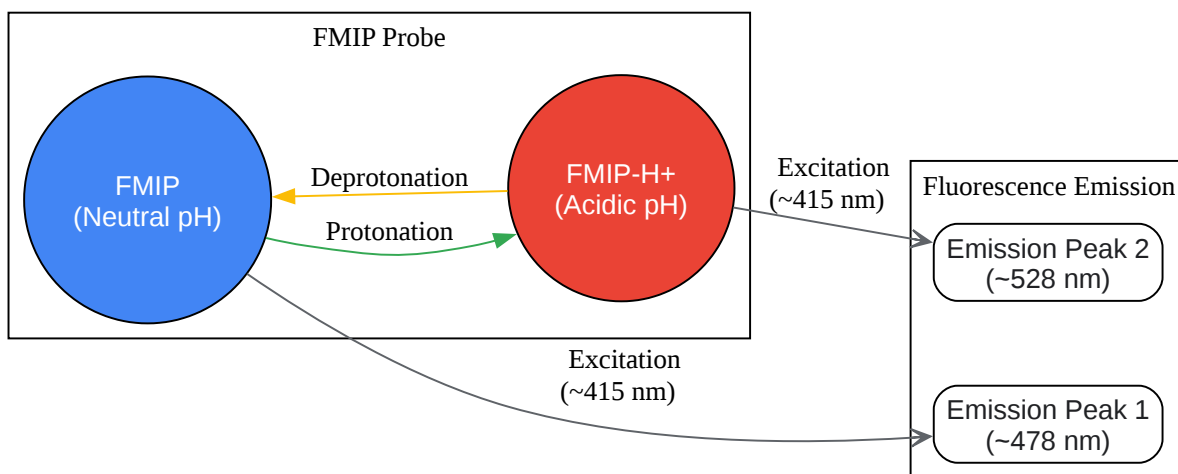 FMIP Probe
FMIP
(Neutral pH)
Deprotonation
Protonation
FMIP-H+
(Acidic pH)
Excitation
(~415 nm)
Excitation
(~415 nm)
Fluorescence Emission
Emission Peak 2
(~528 nm)
Emission Peak 1
(~478 nm)